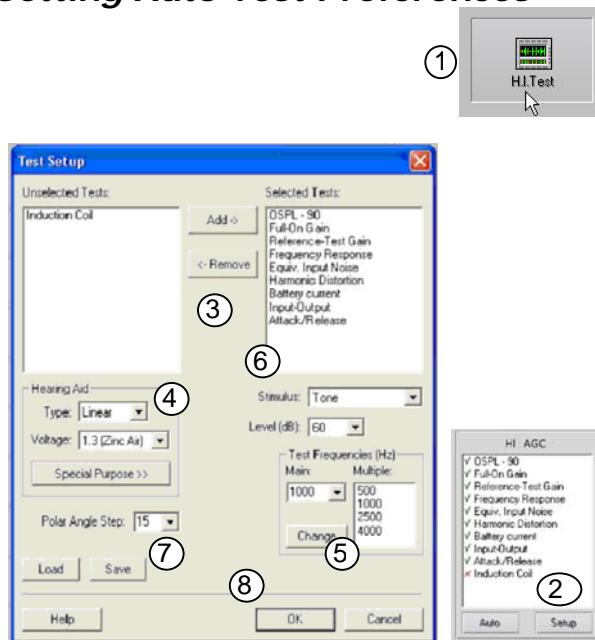 Setting Auto Test Preferences
1
H.I.Test
Test Setup
Unselected Tests:
Selected Tests:
Induction Coil
Add ->
<- Remove
OSPL - 90
Full-On Gain
Reference-Test Gain
Frequency Response
Equiv. Input Noise
Harmonic Distortion
Battery current
Input-Output
Attack/Release
3
6
Hearing Aid
4
Type: Linear
Voltage: 1.3 (Zinc Air)
Special Purpose >>
Stimulus: Tone
Level (dB): 60
Test Frequencies (Hz)
Main: Multiple:
1000
500
1000
2500
4000
Change
5
Polar Angle Step: 15
7
Load Save
8
Help OK Cancel
HI AGC
√ OSPL - 90
√ Full-On Gain
√ Reference-Test Gain
√ Frequency Response
√ Equiv. Input Noise
√ Harmonic Distortion
√ Battery current
√ Input-Output
√ Attack/Release
× Induction Coil
2
Auto Setup